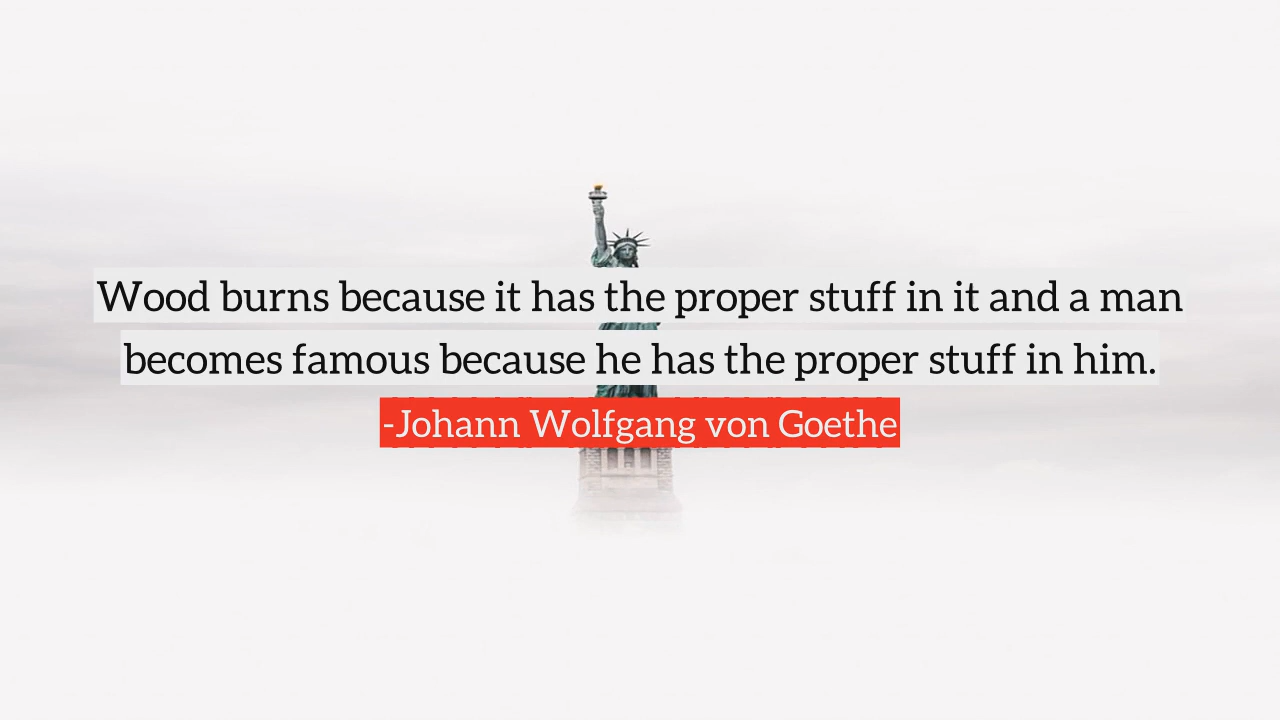 Wood burns because it has the proper stuff in it and a man
becomes famous because he has the proper stuff in him.
-Johann Wolfgang von Goethe